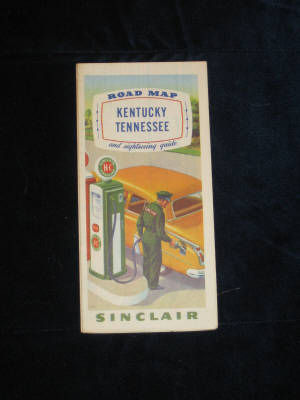 ROAD MAP
KENTUCKY
TENNESSEE
and sightseeing guide
H-C
SINCLAIR